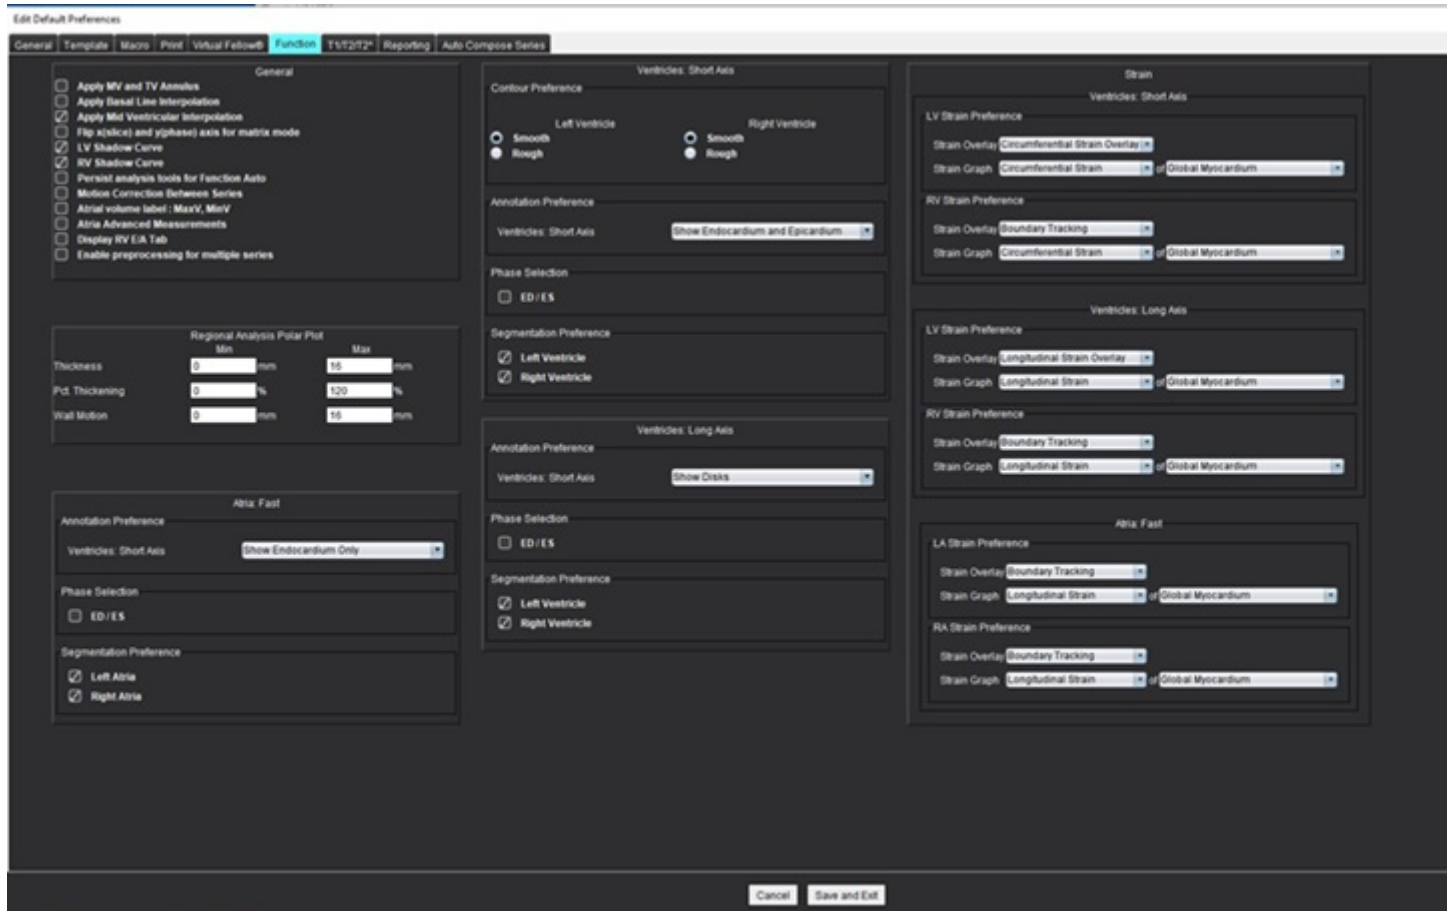 Edit Default Preferences
General Template Macro Print Virtual Fellow® Function T1/T2/T2* Reporting Auto Compose Series
General
Apply MV and TV Annulus
Apply Basal Line Interpolation
Apply Mid Ventricular Interpolation
Flip x(slice) and y(phase) axis for matrix mode
LV Shadow Curve
RV Shadow Curve
Persist analysis tools for Function Auto
Motion Correction Between Series
Atrial volume label : MaxV, MinV
Atria Advanced Measurements
Display RV E/A Tab
Enable preprocessing for multiple series
Regional Analysis Polar Plot
Min Max
Thickness 0 mm 16 mm
Pct. Thickening 0 % 120 %
Wall Motion 0 mm 16 mm
Atria: Fast
Annotation Preference
Ventricles: Short Axis Show Endocardium Only
Phase Selection
ED / ES
Segmentation Preference
Left Atria
Right Atria
Ventricles: Short Axis
Contour Preference
Left Ventricle Right Ventricle
Smooth Smooth
Rough Rough
Annotation Preference
Ventricles: Short Axis Show Endocardium and Epicardium
Phase Selection
ED / ES
Segmentation Preference
Left Ventricle
Right Ventricle
Ventricles: Long Axis
Annotation Preference
Ventricles: Short Axis Show Disks
Phase Selection
ED / ES
Segmentation Preference
Left Ventricle
Right Ventricle
Strain
Ventricles: Short Axis
LV Strain Preference
Strain Overlay Circumferential Strain Overlay
Strain Graph Circumferential Strain of Global Myocardium
RV Strain Preference
Strain Overlay Boundary Tracking
Strain Graph Circumferential Strain of Global Myocardium
Ventricles: Long Axis
LV Strain Preference
Strain Overlay Longitudinal Strain Overlay
Strain Graph Longitudinal Strain of Global Myocardium
RV Strain Preference
Strain Overlay Boundary Tracking
Strain Graph Longitudinal Strain of Global Myocardium
Atria: Fast
LA Strain Preference
Strain Overlay Boundary Tracking
Strain Graph Longitudinal Strain of Global Myocardium
RA Strain Preference
Strain Overlay Boundary Tracking
Strain Graph Longitudinal Strain of Global Myocardium
Cancel Save and Exit